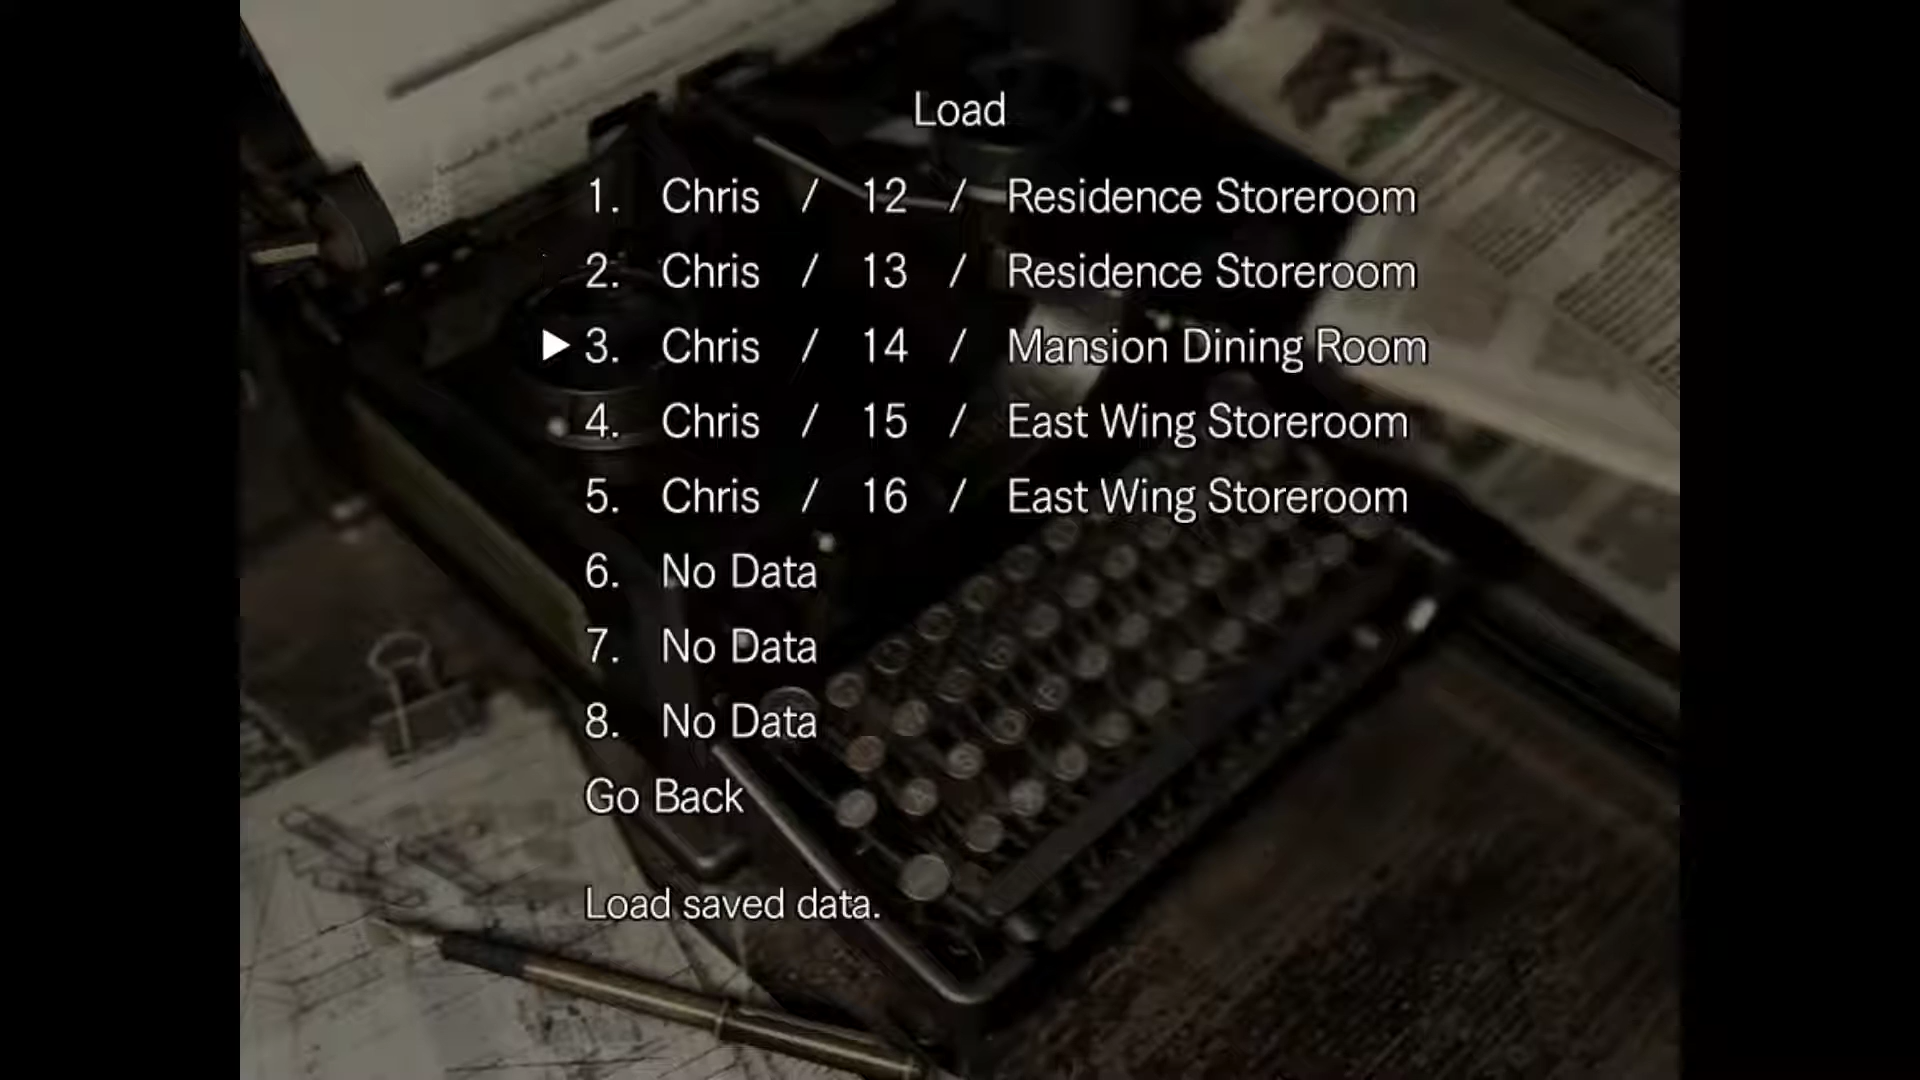 Load
1. Chris / 12 / Residence Storeroom
2. Chris / 13 / Residence Storeroom
3. Chris / 14 / Mansion Dining Room
4. Chris / 15 / East Wing Storeroom
5. Chris / 16 / East Wing Storeroom
6. No Data
7. No Data
8. No Data
Go Back
Load saved data.